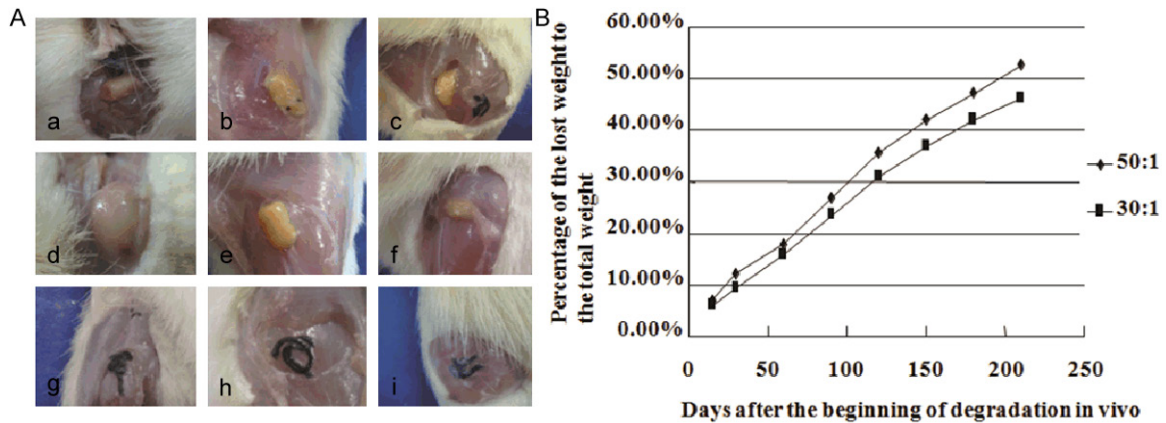 A
a
b
c
d
e
f
g
h
i
B
Percentage of the lost weight to
the total weight
60.00%
50.00%
40.00%
30.00%
20.00%
10.00%
0.00%
0
50
100
150
200
250
Days after the beginning of degradation in vivo
50:1
30:1